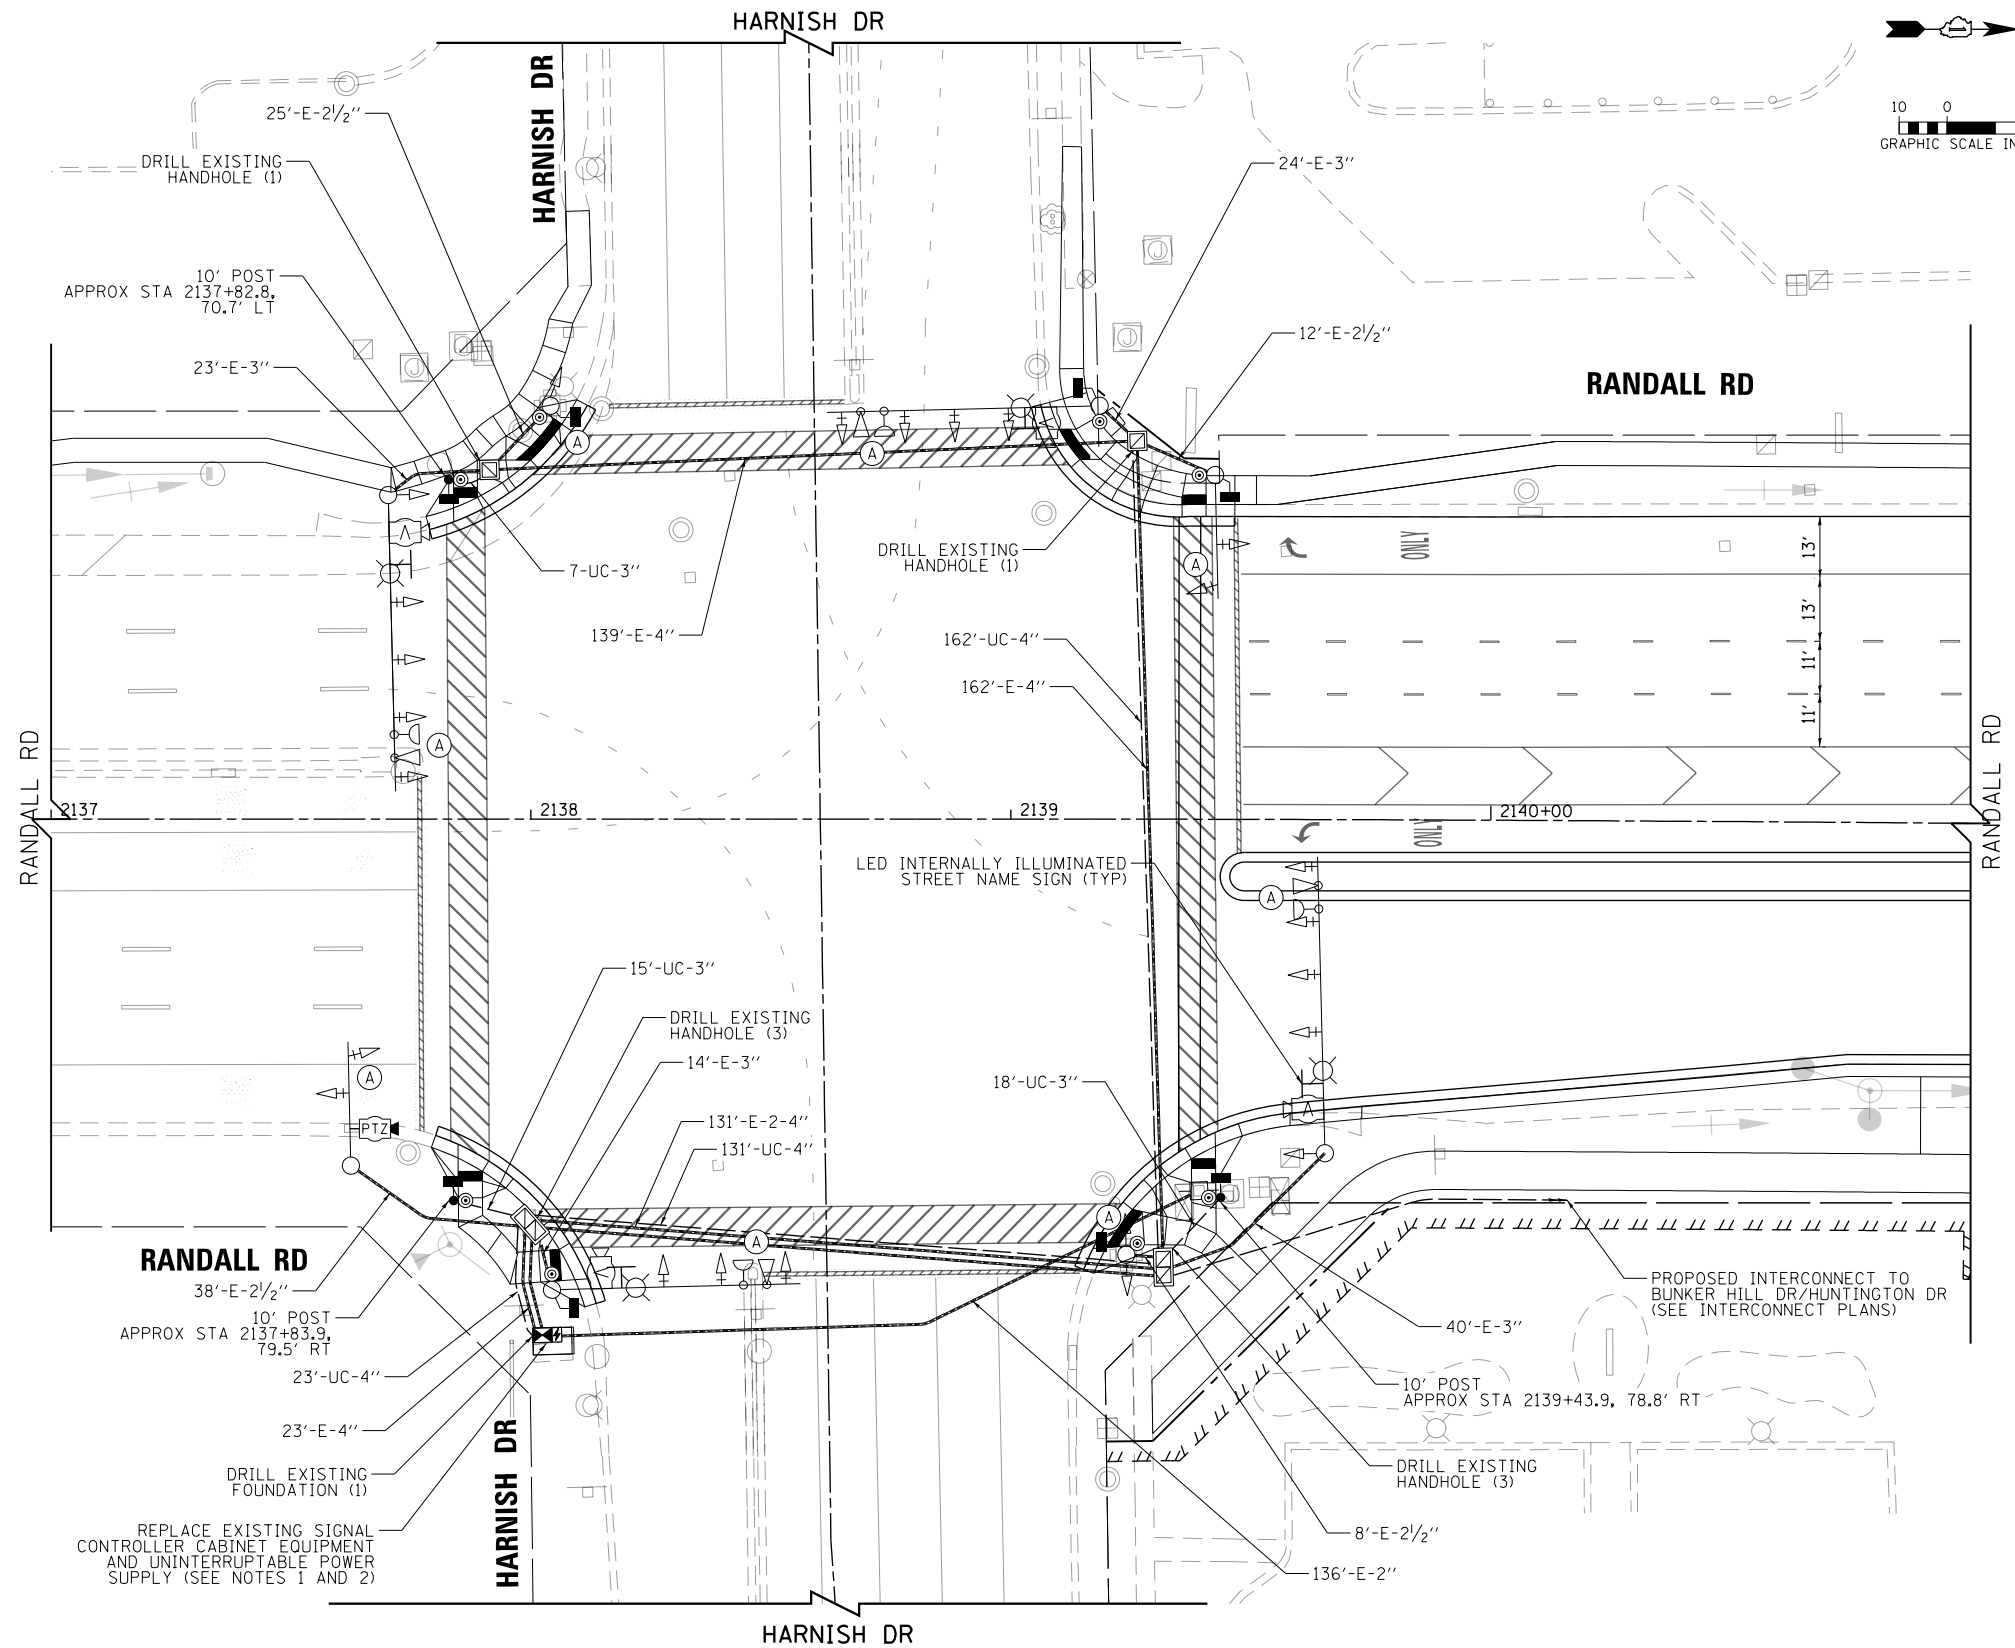 HARNISH DR
HARNISH DR
25'-E-2½''
DRILL EXISTING
HANDHOLE (1)
10' POST
APPROX STA 2137+82.8,
70.7' LT
23'-E-3''
10 0
GRAPHIC SCALE IN
24'-E-3''
12'-E-2½''
RANDALL RD
A
A
J
J
J
J
7-UC-3''
139'-E-4''
DRILL EXISTING
HANDHOLE (1)
A
ONLY
162'-UC-4''
162'-E-4''
13'
13'
11'
11'
RANDALL RD
A
2137
2138
2139
2140+00
RANDALL RD
ONLY
LED INTERNALLY ILLUMINATED
STREET NAME SIGN (TYP)
A
15'-UC-3''
DRILL EXISTING
HANDHOLE (3)
14'-E-3''
18'-UC-3''
A
131'-E-2-4''
131'-UC-4''
PTZ
A
A
RANDALL RD
38'-E-2½''
10' POST
APPROX STA 2137+83.9,
79.5' RT
23'-UC-4''
23'-E-4''
DRILL EXISTING
FOUNDATION (1)
REPLACE EXISTING SIGNAL
CONTROLLER CABINET EQUIPMENT
AND UNINTERRUPTABLE POWER
SUPPLY (SEE NOTES 1 AND 2)
HARNISH DR
PROPOSED INTERCONNECT TO
BUNKER HILL DR/HUNTINGTON DR
(SEE INTERCONNECT PLANS)
40'-E-3''
10' POST
APPROX STA 2139+43.9, 78.8' RT
DRILL EXISTING
HANDHOLE (3)
8'-E-2½''
136'-E-2''
HARNISH DR